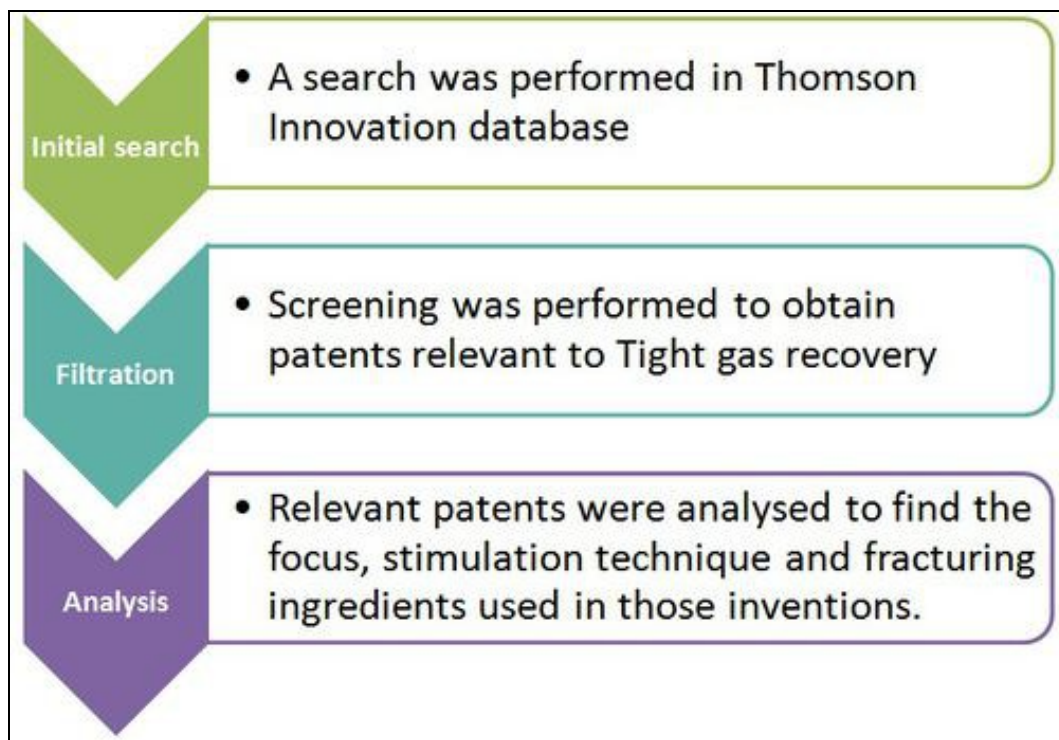 Initial search
• A search was performed in Thomson
Innovation database
Filtration
• Screening was performed to obtain
patents relevant to Tight gas recovery
Analysis
• Relevant patents were analysed to find the
focus, stimulation technique and fracturing
ingredients used in those inventions.